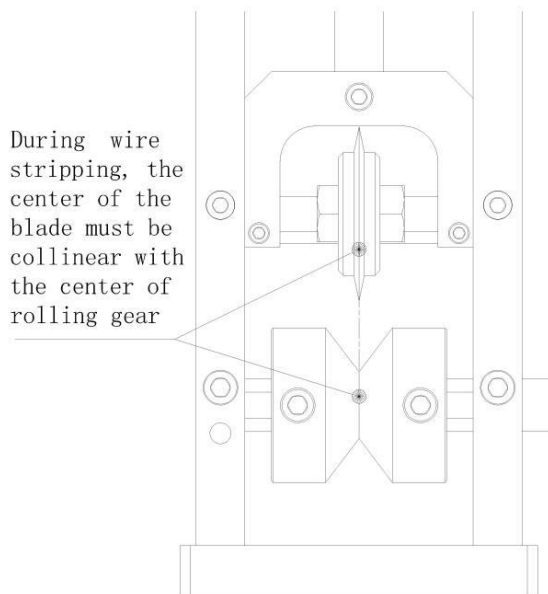 During wire
stripping, the
center of the
blade must be
collinear with
the center of
rolling gear